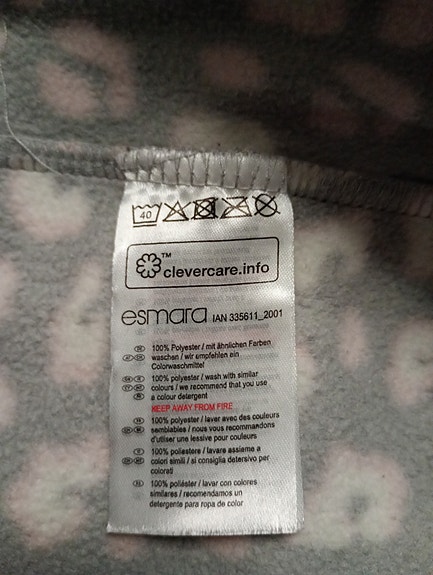 40
clevercare.info
esmara IAN 335611_2001
100% Polyester / mit ähnlichen Farben
waschen / wir empfehlen ein
Colorwaschmittel
100% polyester / wash with similar
colours / we recommend that you use
a colour detergent
KEEP AWAY FROM FIRE
100% polyester / laver avec des couleurs
semblables / nous vous recommandons
d'utiliser une lessive pour couleurs
100% poliestere / lavare assieme a
colori simili / si consiglia detersivo per
colorati
100% poliéster / lavar con colores
similares / recomendamos un
detergente para ropa de color